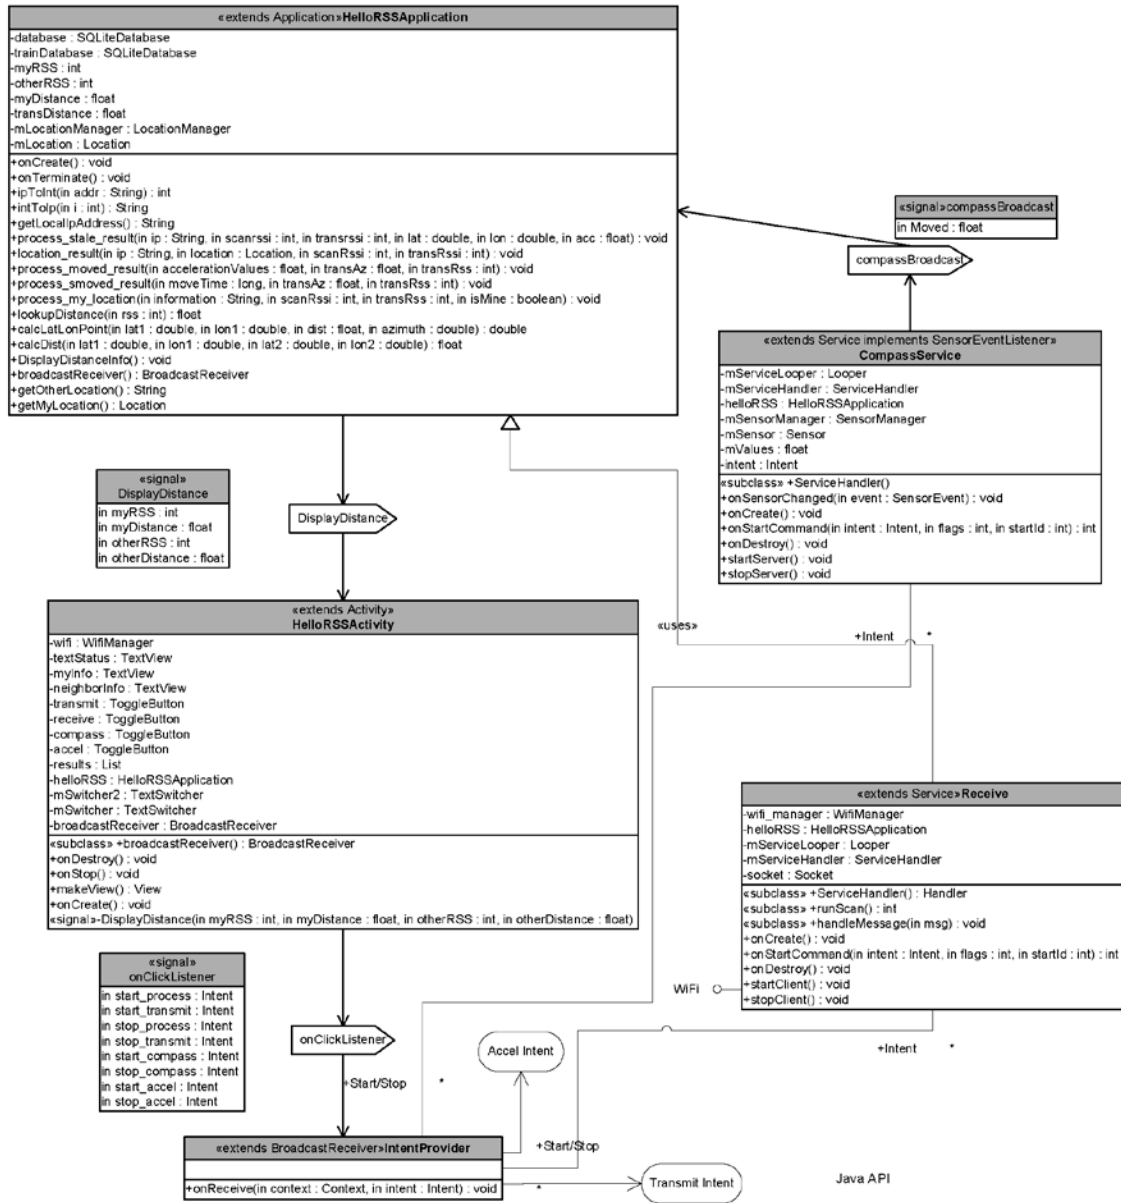 «extends Application»HelloRSSApplication
-database : SQLiteDatabase
-trainDatabase : SQLiteDatabase
-myRSS : int
-otherRSS : int
-myDistance : float
-transDistance : float
-mLocationManager : LocationManager
-mLocation : Location
+onCreate() : void
+onTerminate() : void
+ipToInt(in addr : String) : int
+intToIp(in i : int) : String
+getLocalIpAddress() : String
+process_stale_result(in ip : String, in scanrssi : int, in transrssi : int, in lat : double, in lon : double, in acc : float) : void
+location_result(in ip : String, in location : Location, in scanRssi : int, in transRssi : int) : void
+process_moved_result(in accelerationValues : float, in transAz : float, in transRss : int) : void
+process_smoved_result(in moveTime : long, in transAz : float, in transRss : int) : void
+process_my_location(in information : String, in scanRssi : int, in transRss : int, in isMine : boolean) : void
+lookupDistance(in rss : int) : float
+calcLatLonPoint(in lat1 : double, in lon1 : double, in dist : float, in azimuth : double) : double
+calcDist(in lat1 : double, in lon1 : double, in lat2 : double, in lon2 : double) : float
+DisplayDistanceInfo() : void
+broadcastReceiver() : BroadcastReceiver
+getOtherLocation() : String
+getMyLocation() : Location
«signal»compassBroadcast
in Moved : float
compassBroadcast
«extends Service implements SensorEventListener»
CompassService
-mServiceLooper : Looper
-mServiceHandler : ServiceHandler
-helloRSS : HelloRSSApplication
-mSensorManager : SensorManager
-mSensor : Sensor
-mValues : float
-intent : Intent
«subclass» +ServiceHandler()
+onSensorChanged(in event : SensorEvent) : void
+onCreate() : void
+onStartCommand(in intent : Intent, in flags : int, in startId : int) : int
+onDestroy() : void
+startServer() : void
+stopServer() : void
«signal»
DisplayDistance
in myRSS : int
in myDistance : float
in otherRSS : int
in otherDistance : float
DisplayDistance
«uses»
+Intent
*
«extends Activity»
HelloRSSActivity
-wifi : WifiManager
-textStatus : TextView
-myInfo : TextView
-neighborInfo : TextView
-transmit : ToggleButton
-receive : ToggleButton
-compass : ToggleButton
-accel : ToggleButton
-results : List
-helloRSS : HelloRSSApplication
-mSwitcher2 : TextSwitcher
-mSwitcher : TextSwitcher
-broadcastReceiver : BroadcastReceiver
«subclass» +broadcastReceiver() : BroadcastReceiver
+onDestroy() : void
+onStop() : void
+makeView() : View
+onCreate() : void
«signal»-DisplayDistance(in myRSS : int, in myDistance : float, in otherRSS : int, in otherDistance : float)
«extends Service»Receive
-wifi_manager : WifiManager
-helloRSS : HelloRSSApplication
-mServiceLooper : Looper
-mServiceHandler : ServiceHandler
-socket : Socket
«subclass» +ServiceHandler() : Handler
«subclass» +runScan() : int
«subclass» +handleMessage(in msg) : void
+onCreate() : void
+onStartCommand(in intent : Intent, in flags : int, in startId : int) : int
+onDestroy() : void
+startClient() : void
+stopClient() : void
WiFi
+Intent
*
«signal»
onClickListener
in start_process : Intent
in start_transmit : Intent
in stop_process : Intent
in stop_transmit : Intent
in start_compass : Intent
in stop_compass : Intent
in start_accel : Intent
in stop_accel : Intent
onClickListener
+Start/Stop
*
Accel Intent
+Start/Stop
«extends BroadcastReceiver»IntentProvider
+onReceive(in context : Context, in intent : Intent) : void
*
Transmit Intent
Java API